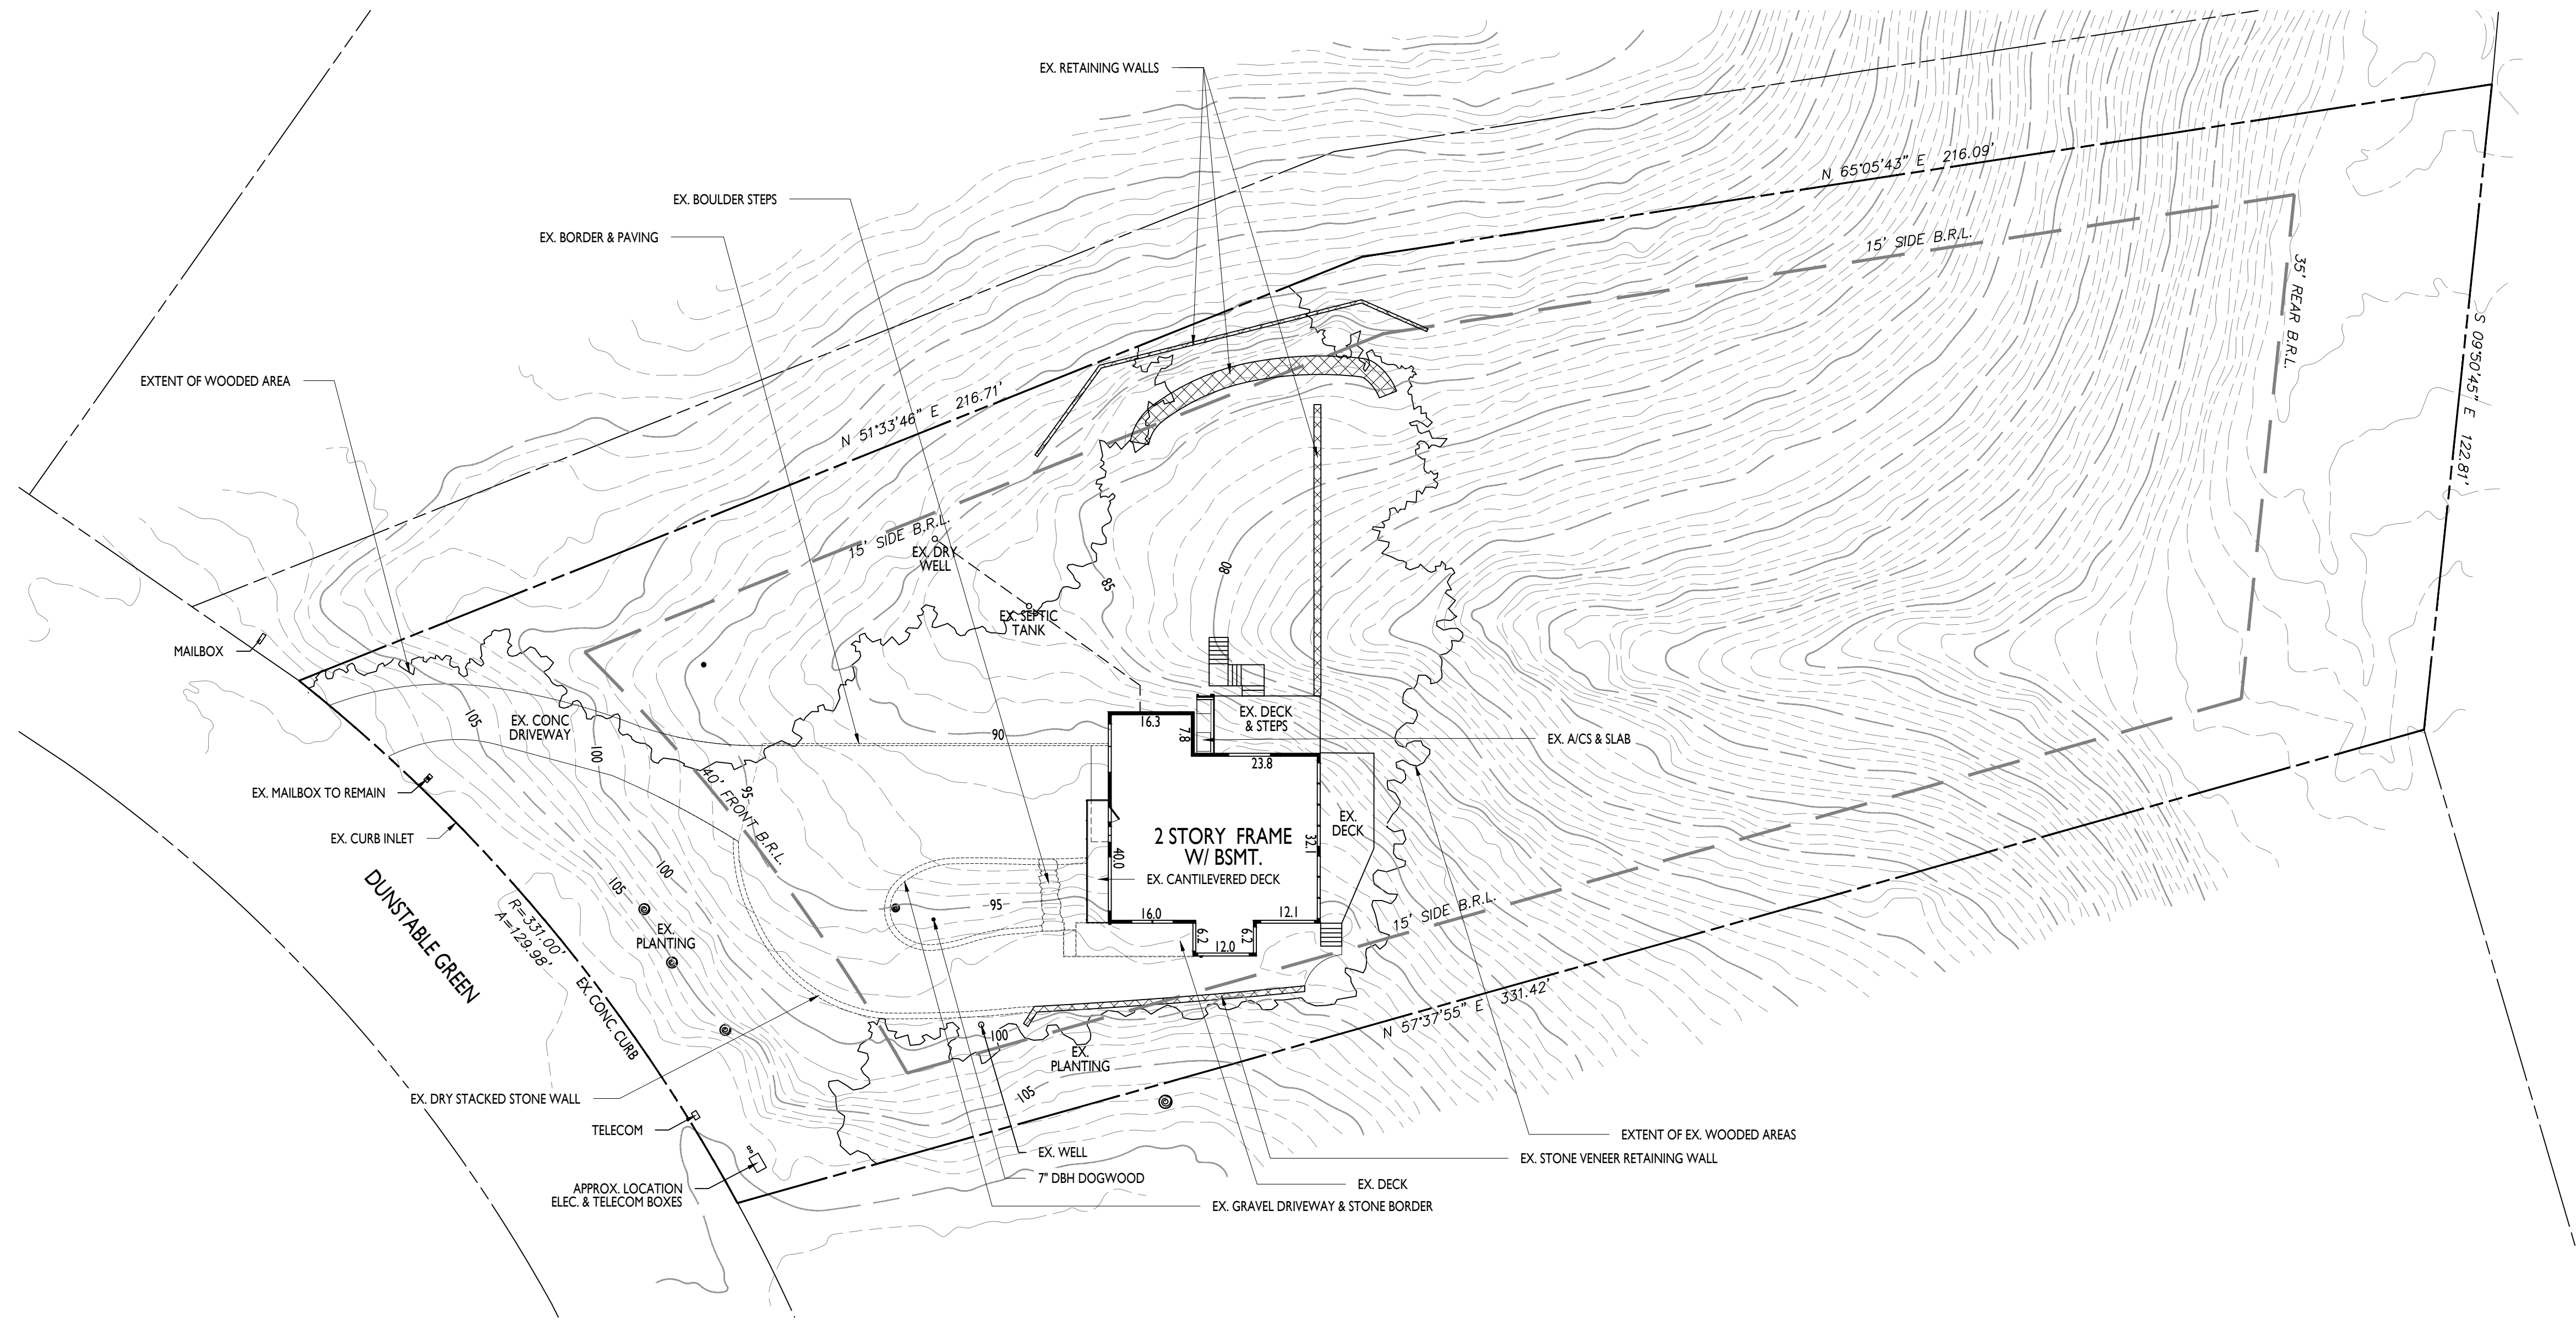 EX. RETAINING WALLS
N 65°05'43" E 216.09'
EX. BOULDER STEPS
EX. BORDER & PAVING
15' SIDE B.R.L.
35' REAR B.R.L.
S 09°50'45" E 122.81'
EXTENT OF WOODED AREA
N 51°33'46" E 216.71'
15' SIDE B.R.L.
EX. DRY
WELL
85
80
EX. SEPTIC
TANK
MAILBOX
105
EX. CONC
DRIVEWAY
100
90
16.3
7.8
EX. DECK
& STEPS
EX. A/CS & SLAB
23.8
EX. MAILBOX TO REMAIN
40' FRONT B.R.L.
95
EX. CURB INLET
2 STORY FRAME
W/ BSMT.
32.1
EX.
DECK
40.0
EX. CANTILEVERED DECK
100
105
95
16.0
12.1
6.2
12.0
6.2
15' SIDE B.R.L.
DUNSTABLE GREEN
R=331.00'
A=129.98'
EX.
PLANTING
EX. CONC. CURB
N 57°37'55" E 331.42'
100
EX.
PLANTING
105
EX. DRY STACKED STONE WALL
TELECOM
EX. WELL
EXTENT OF EX. WOODED AREAS
EX. STONE VENEER RETAINING WALL
7" DBH DOGWOOD
EX. DECK
APPROX. LOCATION
ELEC. & TELECOM BOXES
EX. GRAVEL DRIVEWAY & STONE BORDER